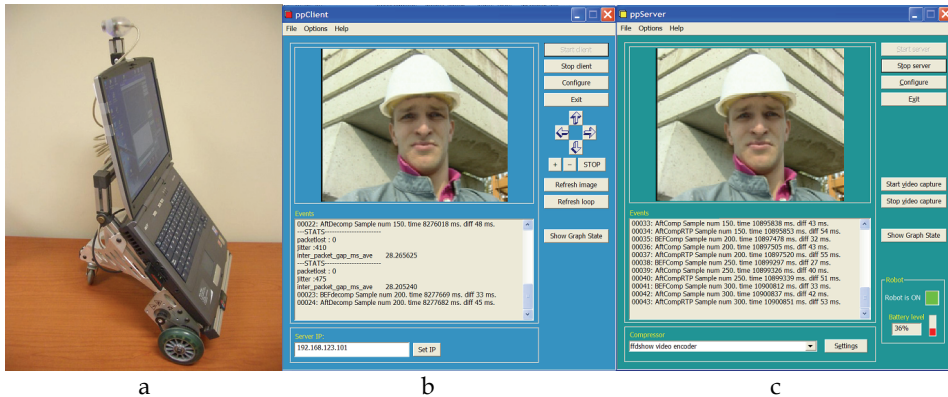 ppClient
File Options Help
Start client
Stop client
Configure
Exit
+ - STOP
Refresh image
Refresh loop
Show Graph State
Events
00022: AftDecomp Sample num 150. time 8276018 ms. diff 48 ms.
---STATS---------------------
packetlost : 0
jitter :410
inter_packet_gap_ms_ave 28.265625
---STATS---------------------
packetlost : 0
jitter :475
inter_packet_gap_ms_ave 28.205240
00023: BEFdecomp Sample num 200. time 8277669 ms. diff 33 ms.
00024: AftDecomp Sample num 200. time 8277682 ms. diff 45 ms.
Server IP:
192.168.123.101
Set IP
ppServer
File Options Help
Start server
Stop server
Configure
Exit
Start video capture
Stop video capture
Show Graph State
Events
00033: AftComp Sample num 150. time 10895838 ms. diff 43 ms.
00034: AftCompRTP Sample num 150. time 10895853 ms. diff 54 ms.
00035: BEFComp Sample num 200. time 10897478 ms. diff 32 ms.
00036: AftComp Sample num 200. time 10897505 ms. diff 43 ms.
00037: AftCompRTP Sample num 200. time 10897520 ms. diff 55 ms.
00038: BEFComp Sample num 250. time 10899297 ms. diff 27 ms.
00039: AftComp Sample num 250. time 10899326 ms. diff 40 ms.
00040: AftCompRTP Sample num 250. time 10899339 ms. diff 51 ms.
00041: BEFComp Sample num 300. time 10900812 ms. diff 33 ms.
00042: AftComp Sample num 300. time 10900837 ms. diff 42 ms.
00043: AftCompRTP Sample num 300. time 10900851 ms. diff 53 ms.
Robot
Robot is ON
Battery level
36%
Compressor
ffdshow video encoder
Settings
a
b
c